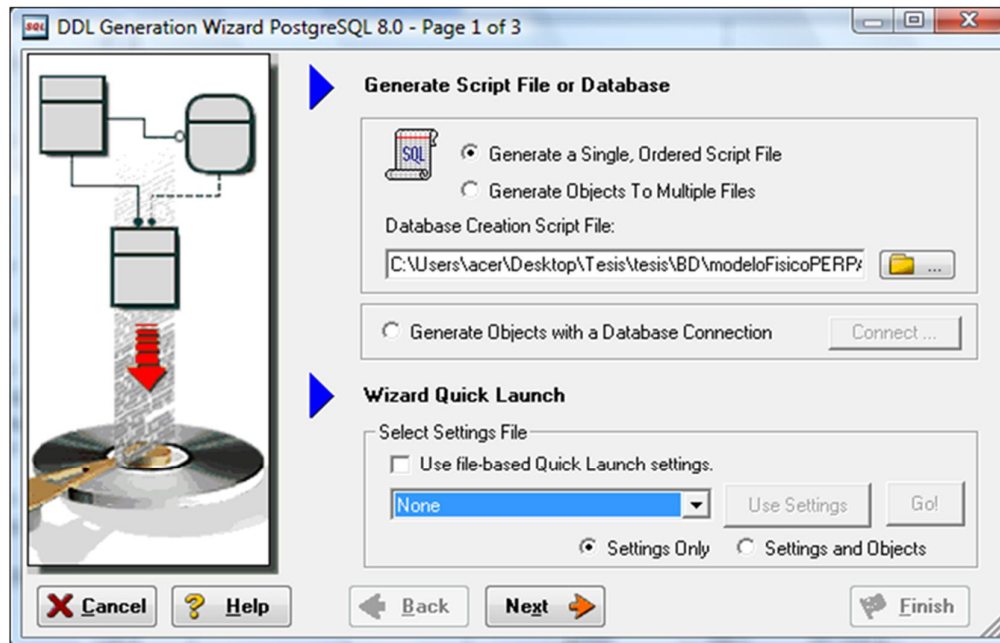 SQL DDL Generation Wizard PostgreSQL 8.0 - Page 1 of 3
Generate Script File or Database
SQL
Generate a Single, Ordered Script File
Generate Objects To Multiple Files
Database Creation Script File:
C:\Users\acer\Desktop\Tesis\tesis\BD\modeloFisicoPERPA
...
Generate Objects with a Database Connection
Connect ...
Wizard Quick Launch
Select Settings File
Use file-based Quick Launch settings.
None
Use Settings
Go!
Settings Only
Settings and Objects
Cancel
Help
Back
Next
Finish